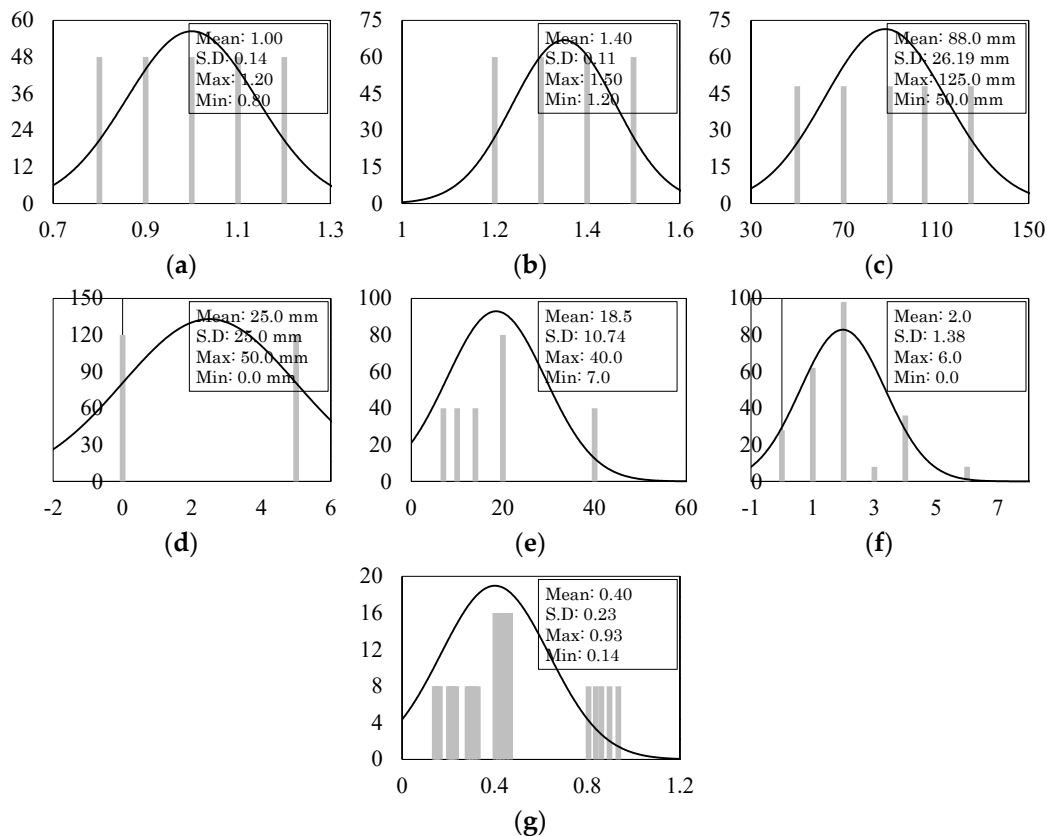 60
48
36
24
12
0
0.7
0.9
1.1
1.3
Mean: 1.00
S.D: 0.14
Max: 1.20
Min: 0.80
(a)
75
60
45
30
15
0
1
1.2
1.4
1.6
Mean: 1.40
S.D: 0.11
Max: 1.50
Min: 1.20
(b)
75
60
45
30
15
0
30
70
110
150
Mean: 88.0 mm
S.D: 26.19 mm
Max: 125.0 mm
Min: 50.0 mm
(c)
150
120
90
60
30
0
-2
0
2
4
6
Mean: 25.0 mm
S.D: 25.0 mm
Max: 50.0 mm
Min: 0.0 mm
(d)
100
80
60
40
20
0
0
20
40
60
Mean: 18.5
S.D: 10.74
Max: 40.0
Min: 7.0
(e)
100
80
60
40
20
0
-1
1
3
5
7
Mean: 2.0
S.D: 1.38
Max: 6.0
Min: 0.0
(f)
20
16
12
8
4
0
0
0.4
0.8
1.2
Mean: 0.40
S.D: 0.23
Max: 0.93
Min: 0.14
(g)